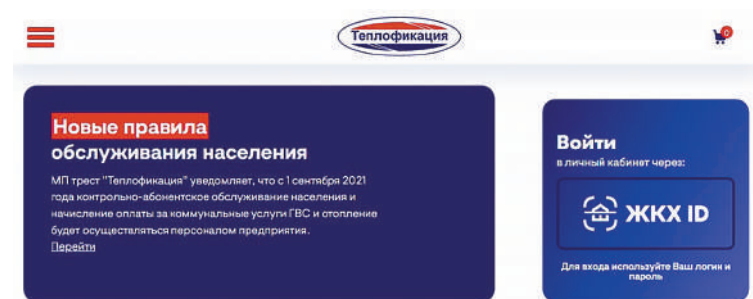 Теплофикация
0
Новые правила
обслуживания населения
МП трест "Теплофикация" уведомляет, что с 1 сентября 2021
года контрольно-абонентское обслуживание населения и
начисление оплаты за коммунальные услуги ГВС и отопление
будет осуществляться персоналом предприятия.
Перейти
Войти
в личный кабинет через:
ЖКХ ID
Для входа используйте Ваш логин и
пароль